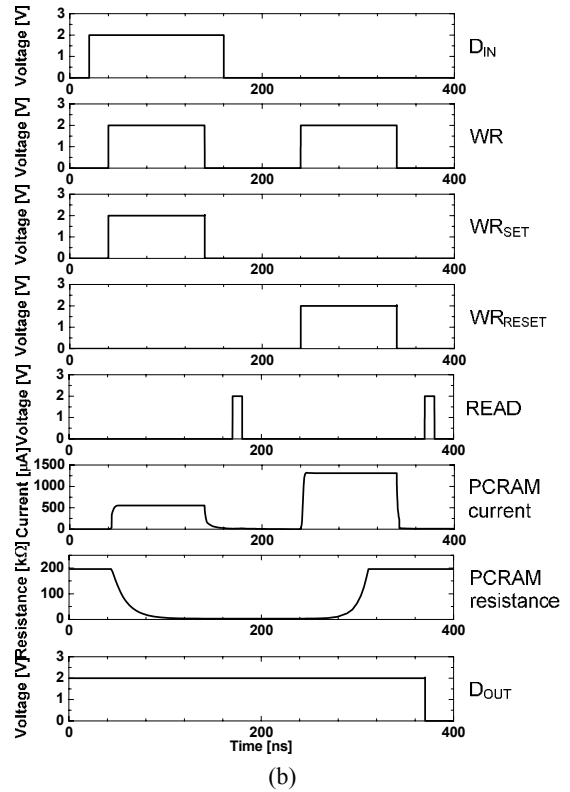 Voltage [V]
3
2
1
0
0
200
400
D_IN
Voltage [V]
3
2
1
0
0
200
400
WR
Voltage [V]
3
2
1
0
0
200
400
WR_SET
Voltage [V]
3
2
1
0
0
200
400
WR_RESET
Voltage [V]
3
2
1
0
0
200
400
READ
Current [μA]
1500
1000
500
0
0
200
400
PCRAM
current
Resistance [kΩ]
200
100
0
0
200
400
PCRAM
resistance
Voltage [V]
3
2
1
0
0
200
400
D_OUT
Time [ns]
(b)